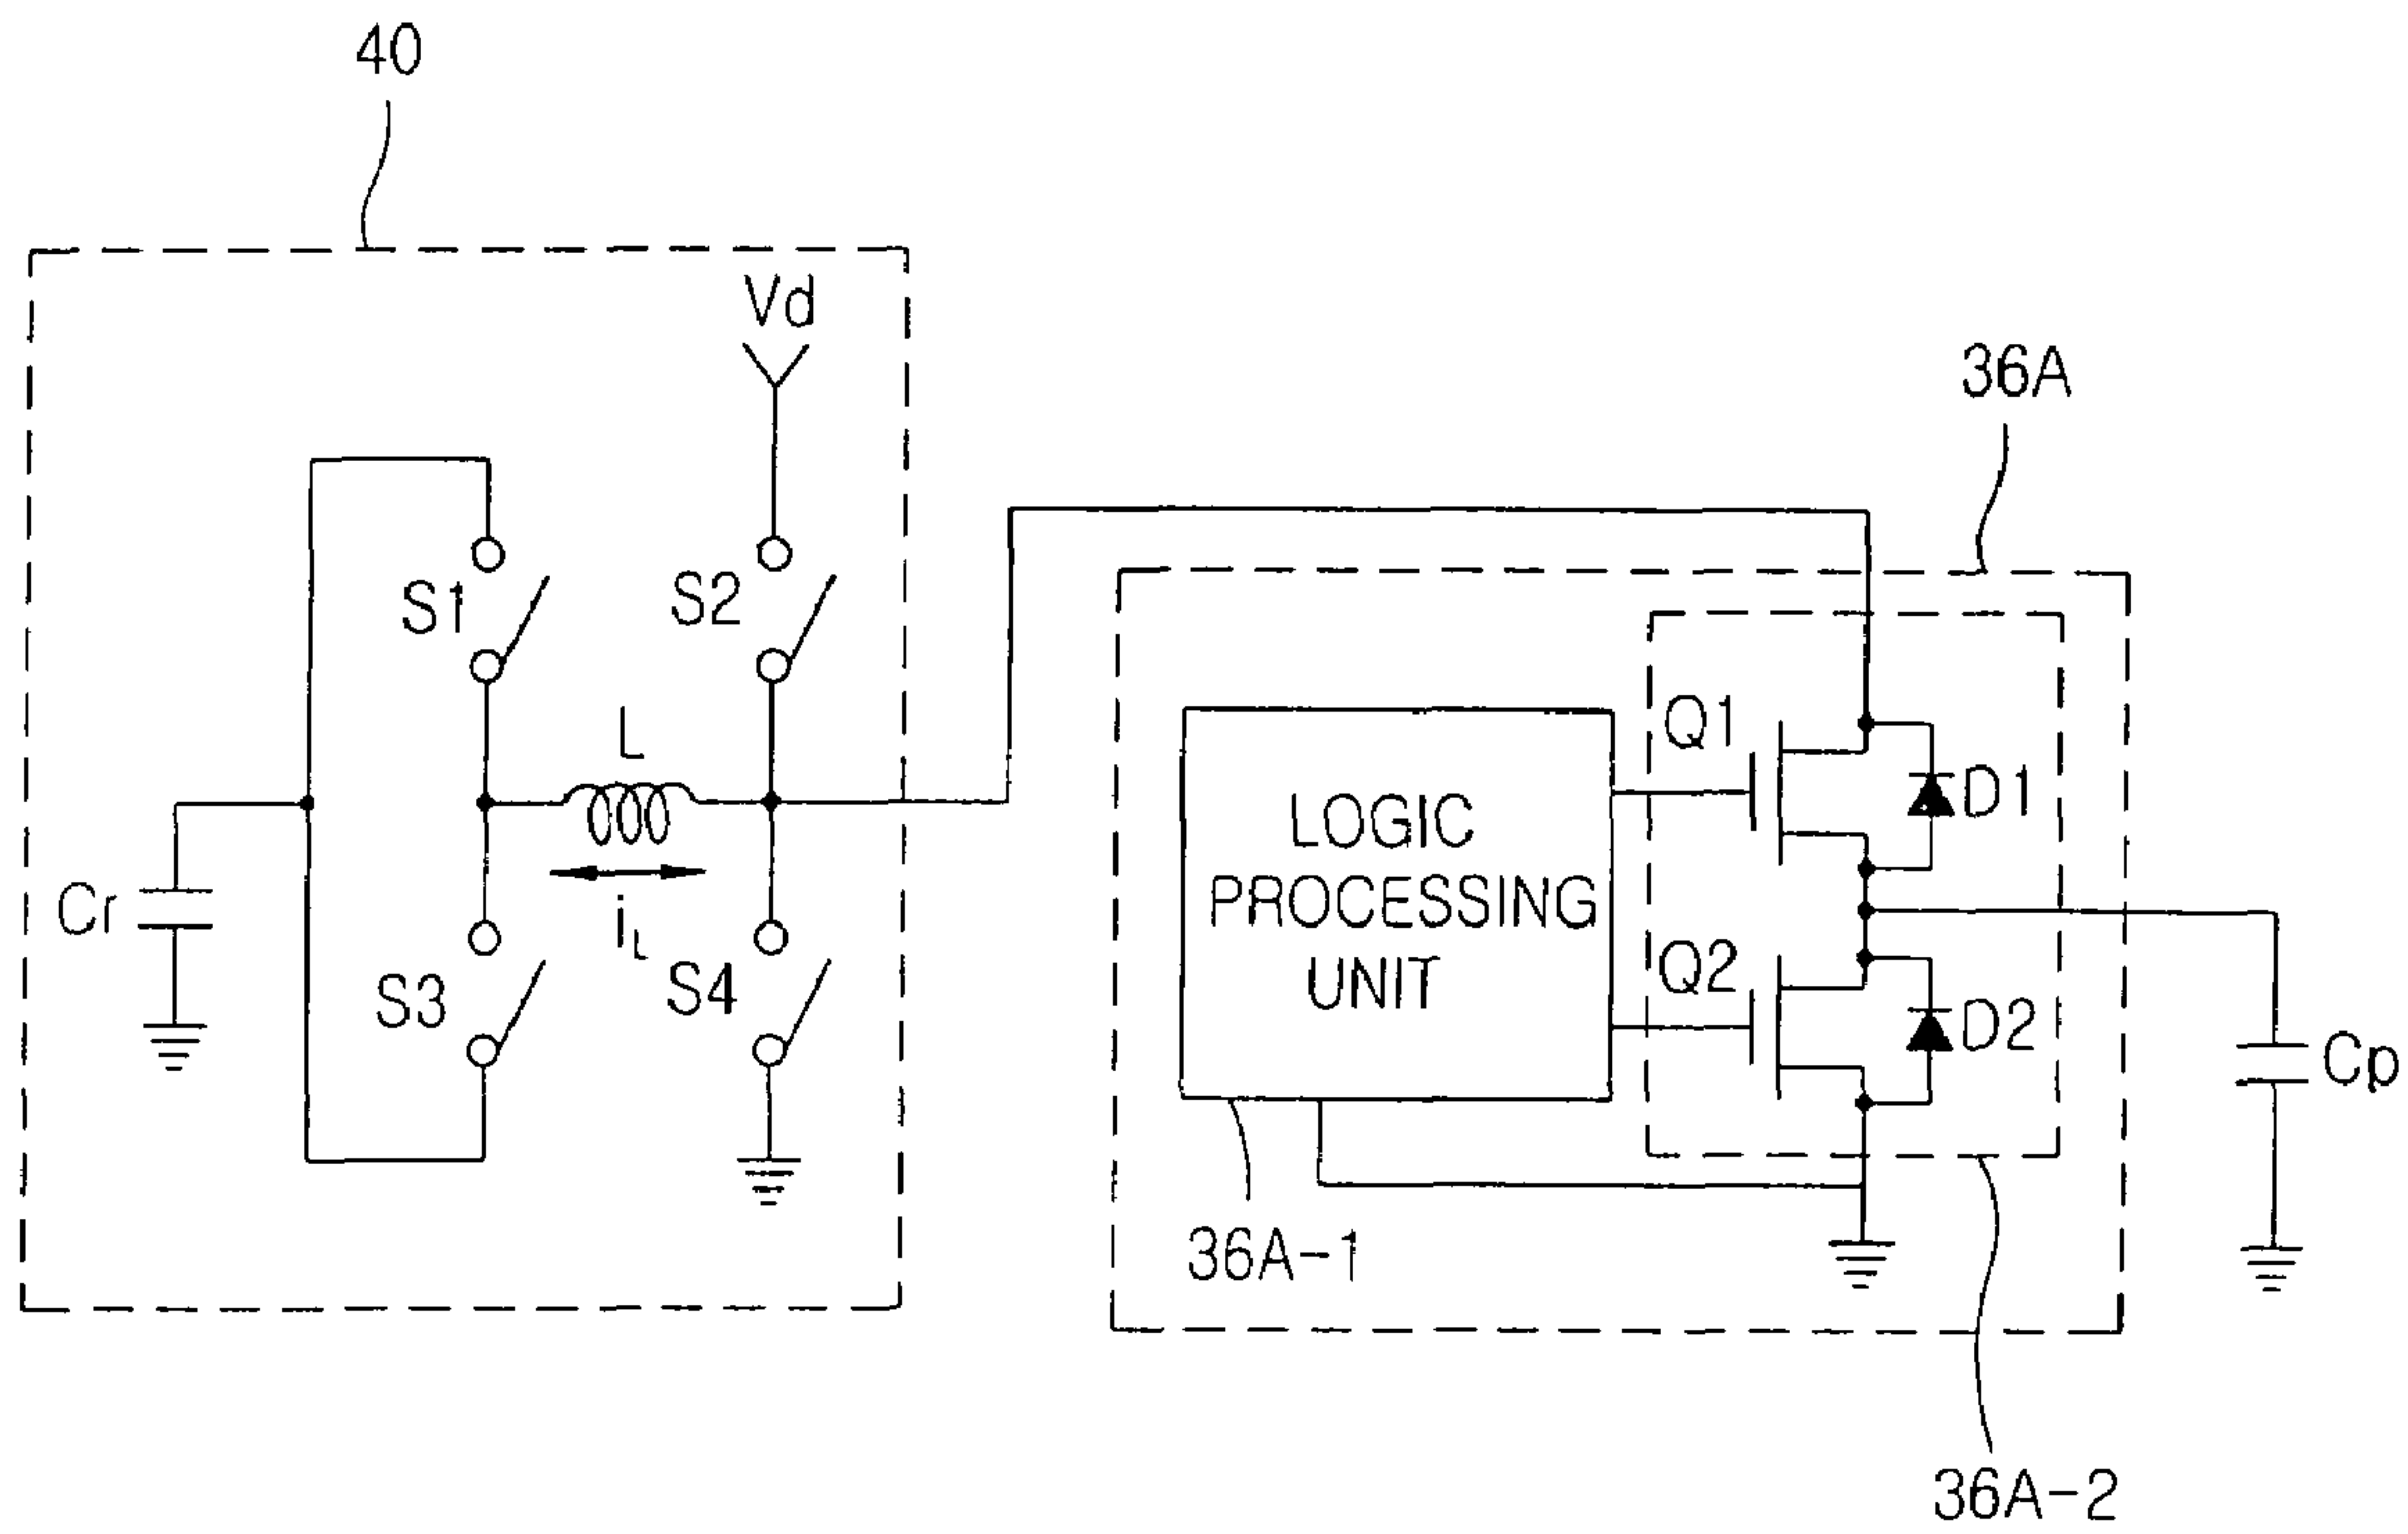 40
Vd
36A
S1
S2
Q1
L
D1
LOGIC
PROCESSING
UNIT
Cr
iL
S3
S4
Q2
D2
Cp
36A-1
36A-2